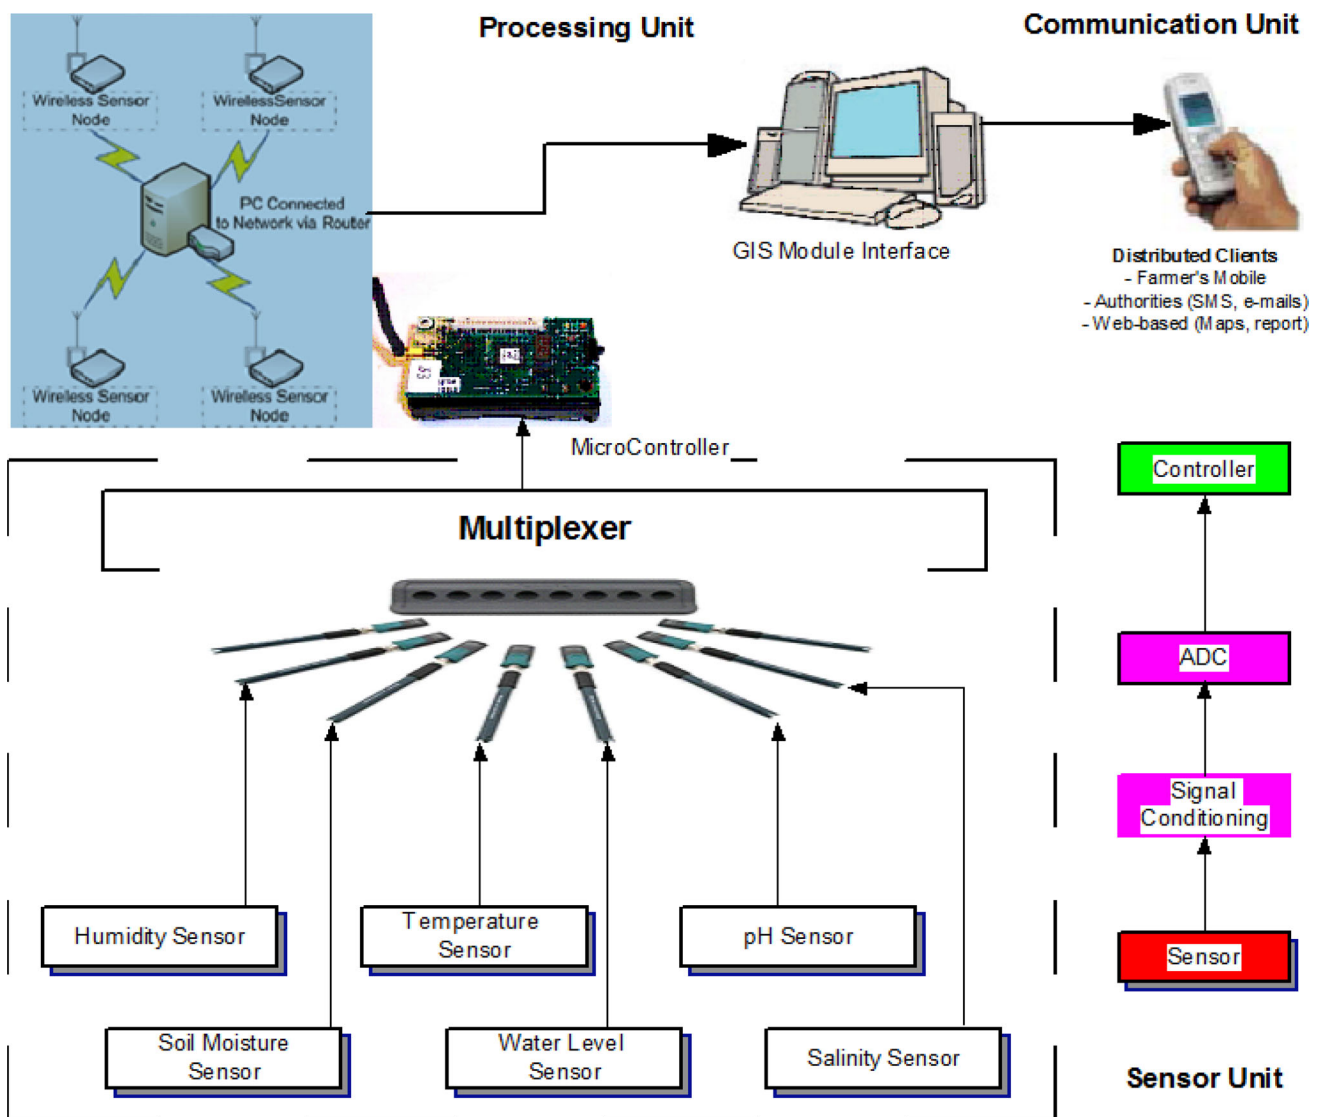 Processing Unit
Communication Unit
Wireless Sensor
Node
WirelessSensor
Node
PC Connected
to Network via Router
Wireless Sensor
Node
Wireless Sensor
Node
GIS Module Interface
Distributed Clients
- Farmer's Mobile
- Authorities (SMS, e-mails)
- Web-based (Maps, report)
MicroController
Multiplexer
Humidity Sensor
Temperature
Sensor
pH Sensor
Soil Moisture
Sensor
Water Level
Sensor
Salinity Sensor
Controller
ADC
Signal
Conditioning
Sensor
Sensor Unit